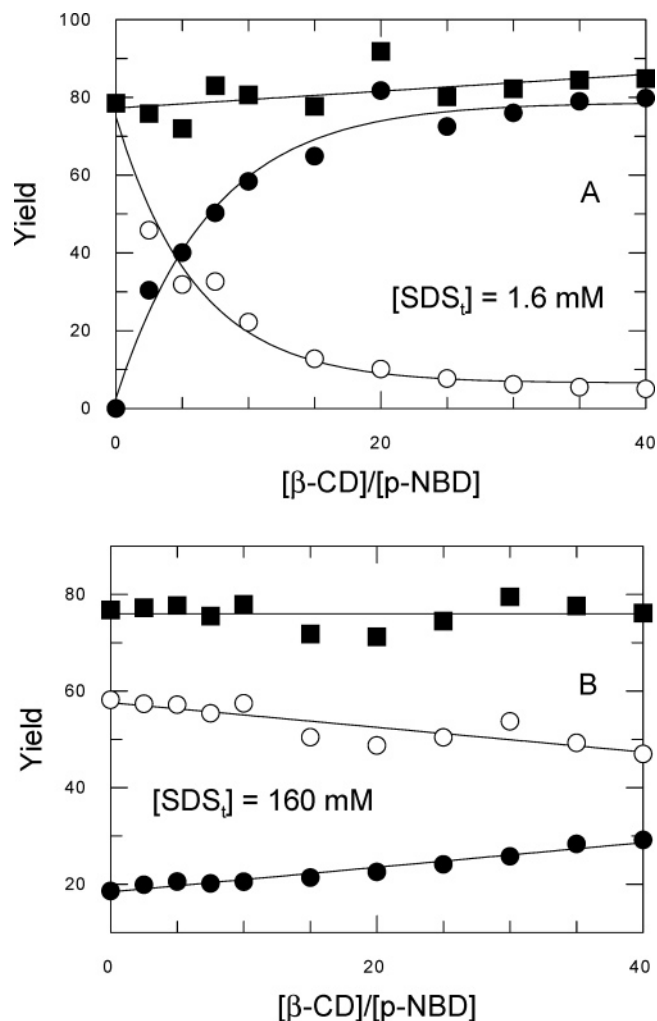 100
80
60
40
20
0
Yield
A
[SDSₜ] = 1.6 mM
0 20 40
[β-CD]/[p-NBD]
80
60
40
20
Yield
B
[SDSₜ] = 160 mM
0 20 40
[β-CD]/[p-NBD]